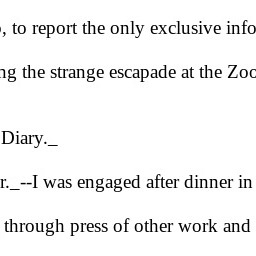 , to report the only exclusive info
ng the strange escapade at the Zoo
Diary._
r._--I was engaged after dinner in
through press of other work and